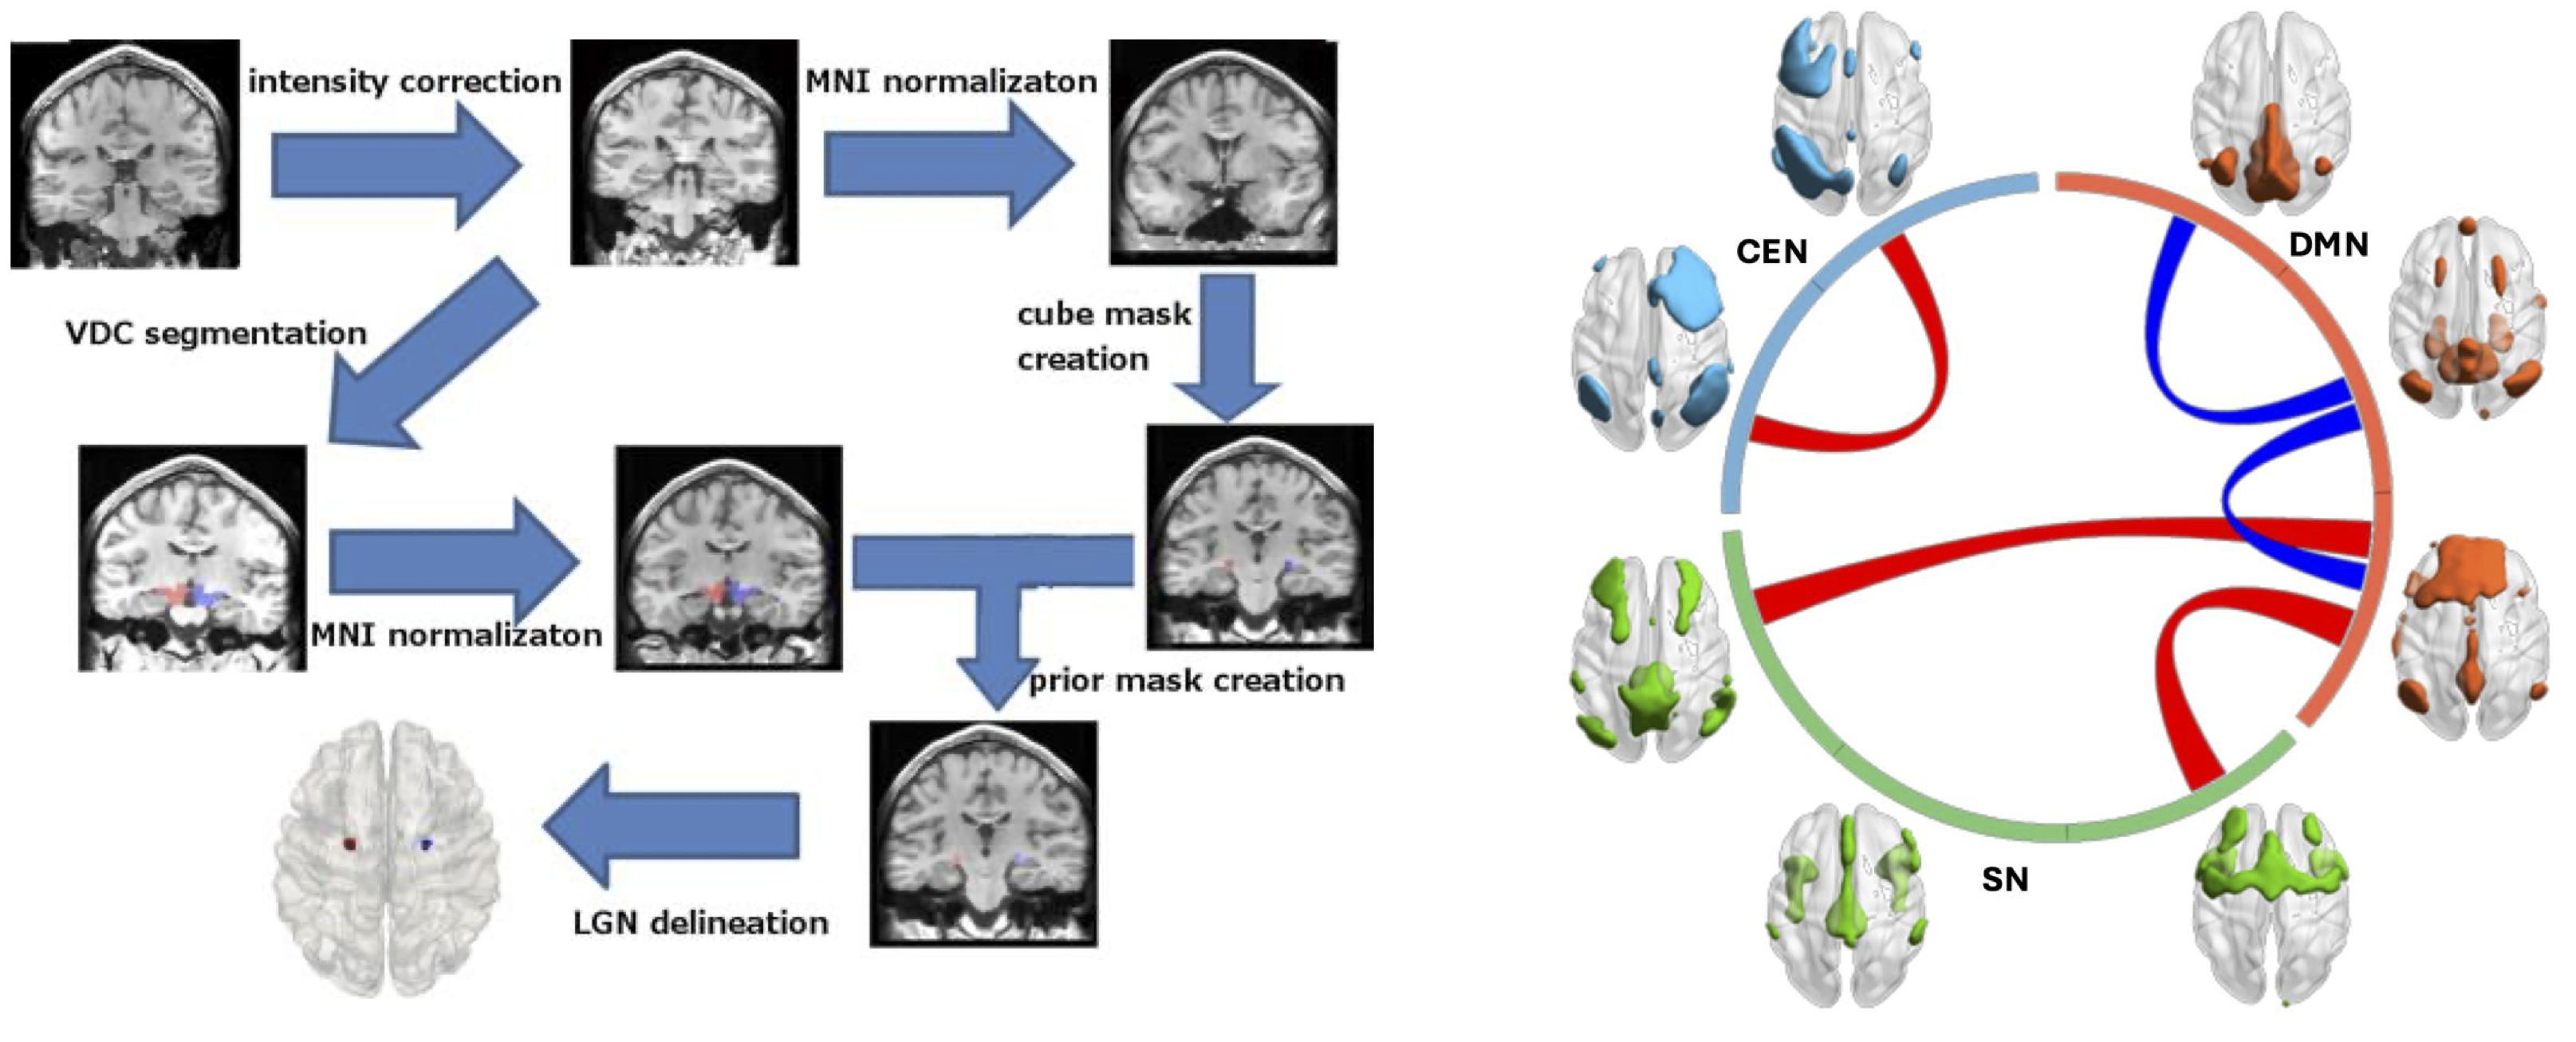 intensity correction
MNI normalizaton
VDC segmentation
cube mask
creation
MNI normalizaton
prior mask creation
LGN delineation
CEN
DMN
SN